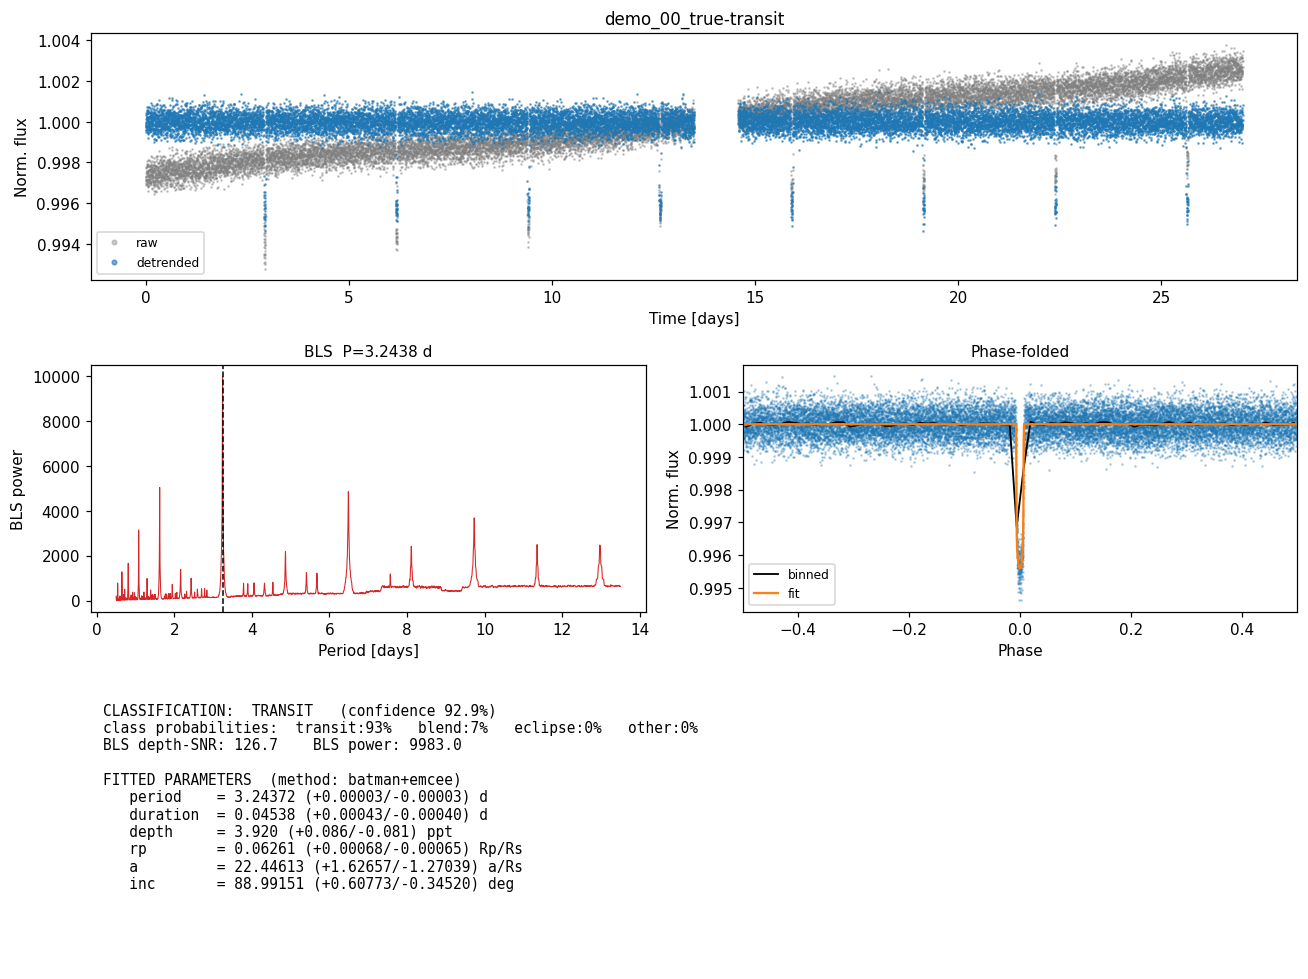 demo_00_true-transit
1.004
1.002
1.000
0.998
0.996
0.994
Norm. flux
raw
detrended
0 5 10 15 20 25
Time [days]
BLS  P=3.2438 d
10000
8000
6000
4000
2000
0
BLS power
0 2 4 6 8 10 12 14
Period [days]
Phase-folded
1.001
1.000
0.999
0.998
0.997
0.996
0.995
Norm. flux
binned
fit
−0.4 −0.2 0.0 0.2 0.4
Phase
CLASSIFICATION:  TRANSIT   (confidence 92.9%)
class probabilities:  transit:93%   blend:7%   eclipse:0%   other:0%
BLS depth-SNR: 126.7    BLS power: 9983.0
FITTED PARAMETERS  (method: batman+emcee)
period    = 3.24372 (+0.00003/-0.00003) d
duration  = 0.04538 (+0.00043/-0.00040) d
depth     = 3.920 (+0.086/-0.081) ppt
rp        = 0.06261 (+0.00068/-0.00065) Rp/Rs
a         = 22.44613 (+1.62657/-1.27039) a/Rs
inc       = 88.99151 (+0.60773/-0.34520) deg